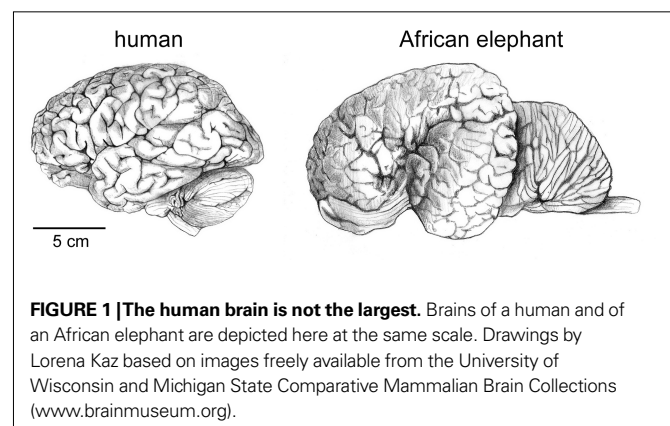 human
African elephant
5 cm
FIGURE 1 | The human brain is not the largest. Brains of a human and of
an African elephant are depicted here at the same scale. Drawings by
Lorena Kaz based on images freely available from the University of
Wisconsin and Michigan State Comparative Mammalian Brain Collections
(www.brainmuseum.org).